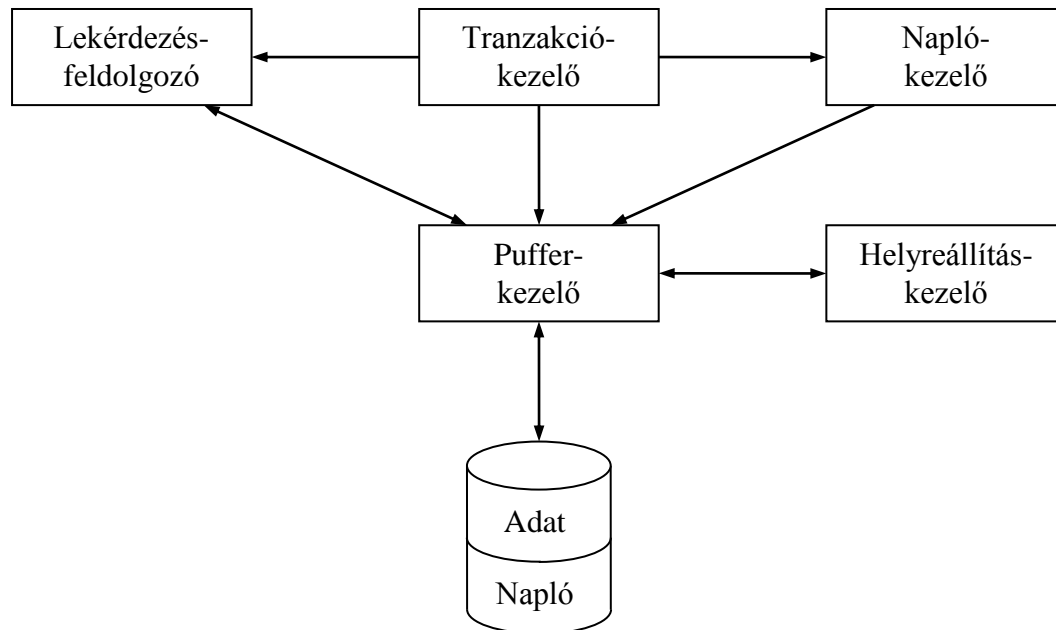 Lekérdezés-
feldolgozó
Tranzakció-
kezelő
Napló-
kezelő
Puffer-
kezelő
Helyreállítás-
kezelő
Adat
Napló